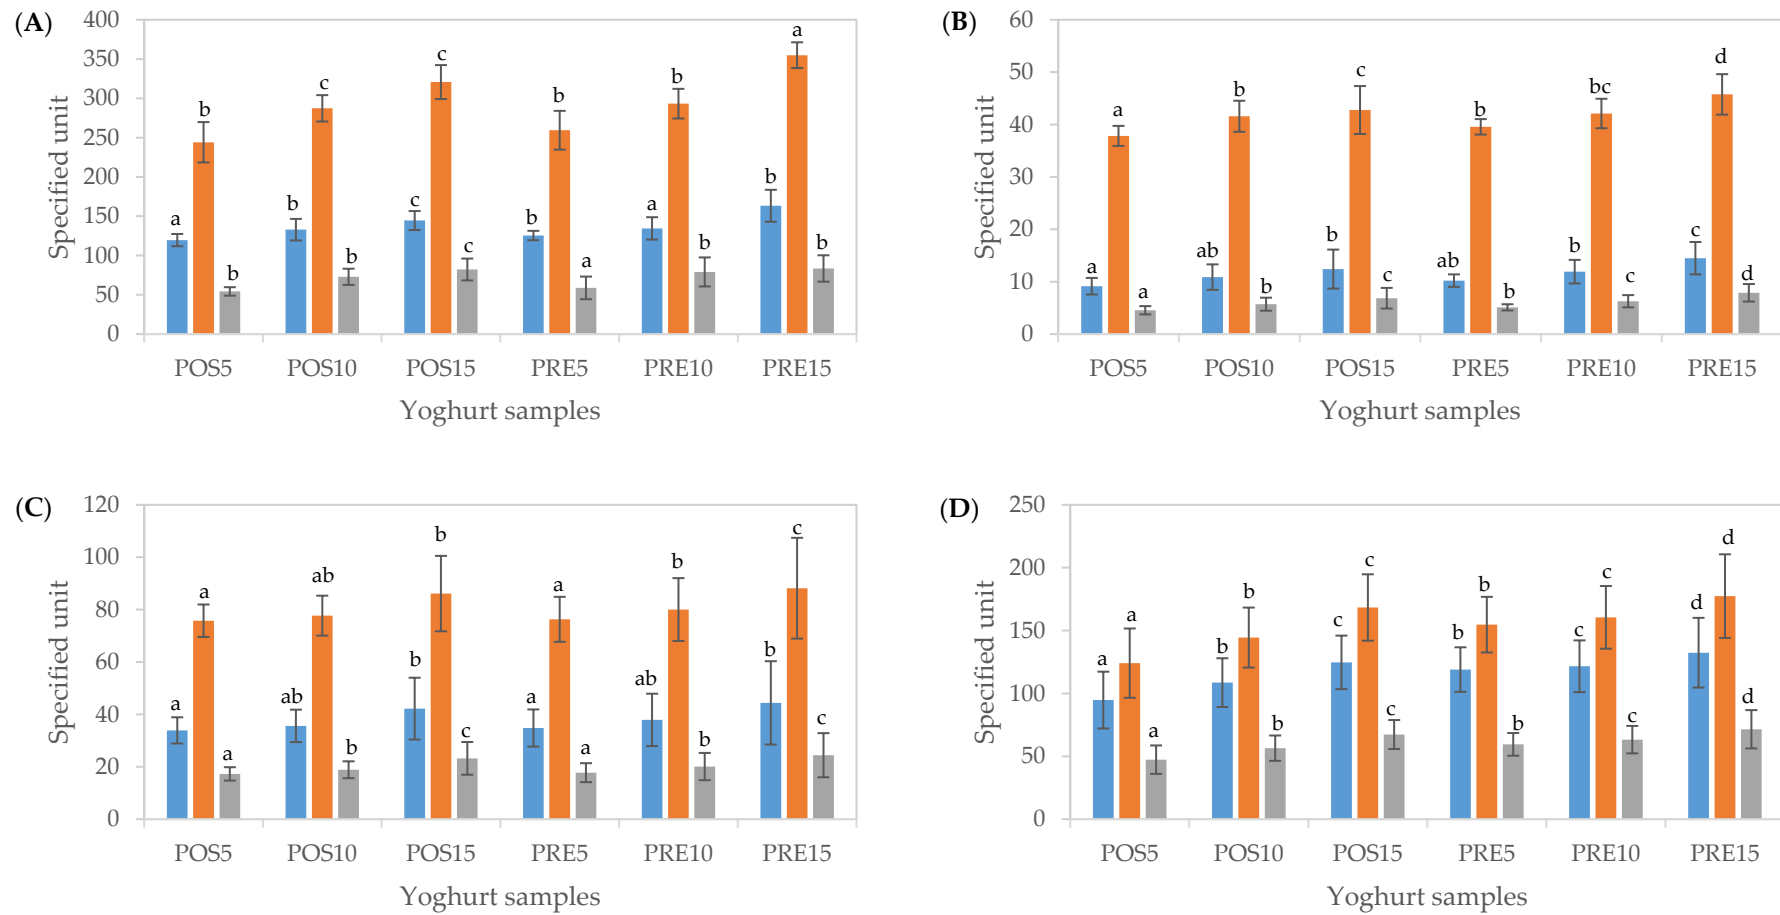 (A)
400
350
300
250
200
150
100
50
0
Specified unit
a b b
b c b
c c c
b b a
a b b
b a b
POS5 POS10 POS15 PRE5 PRE10 PRE15
Yoghurt samples
(B)
60
50
40
30
20
10
0
Specified unit
a a a
ab b b
b c c
ab b b
b bc c
c d d
POS5 POS10 POS15 PRE5 PRE10 PRE15
Yoghurt samples
(C)
120
100
80
60
40
20
0
Specified unit
a a a
ab ab b
b b c
a a a
ab b b
b c c
POS5 POS10 POS15 PRE5 PRE10 PRE15
Yoghurt samples
(D)
250
200
150
100
50
0
Specified unit
a a a
b b b
c c c
b b b
c c c
d d d
POS5 POS10 POS15 PRE5 PRE10 PRE15
Yoghurt samples